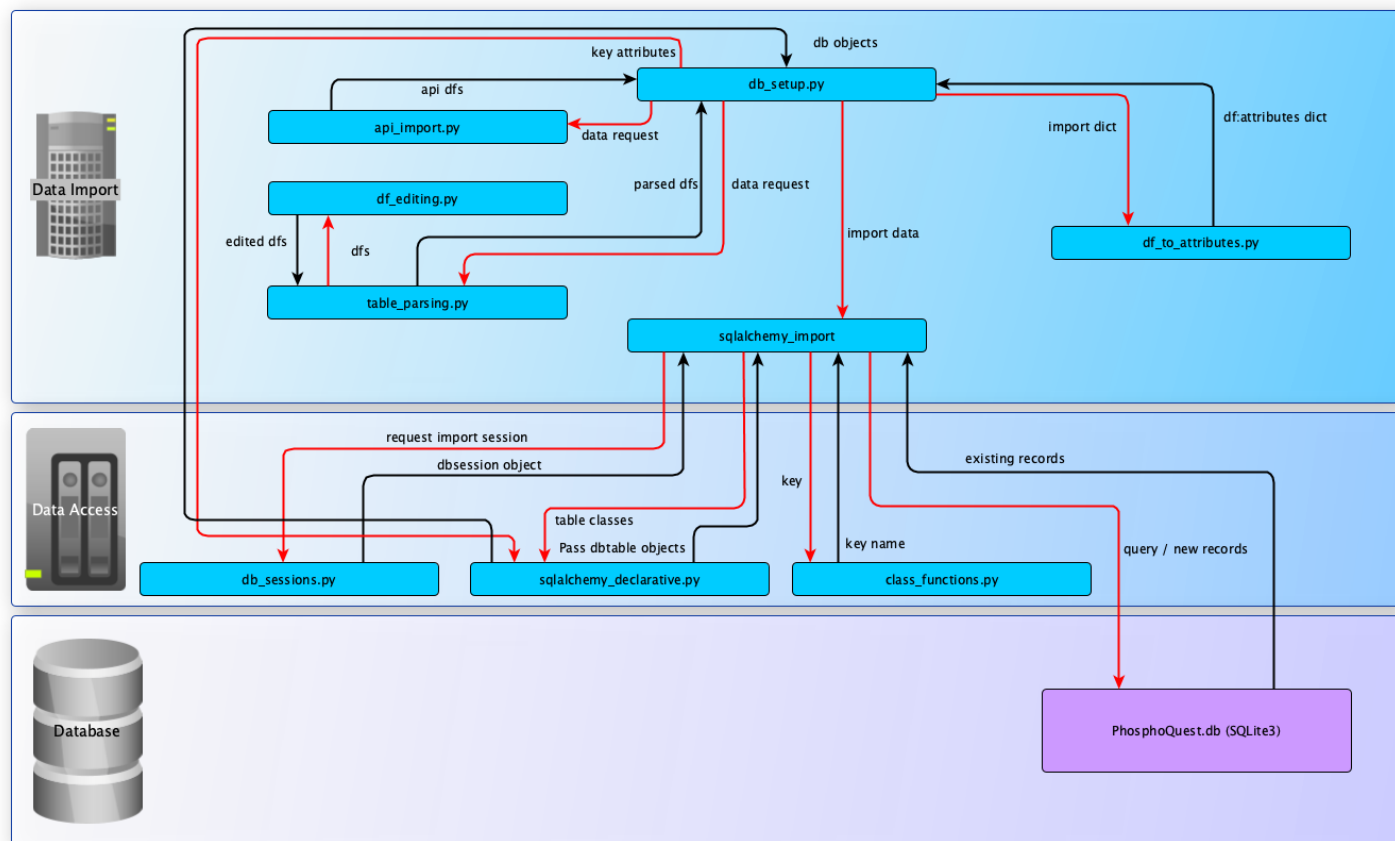 db objects
key attributes
db_setup.py
api dfs
df:attributes dict
api_import.py
data request
import dict
Data Import
df_editing.py
parsed dfs
data request
edited dfs
dfs
import data
df_to_attributes.py
table_parsing.py
sqlalchemy_import
request import session
dbsession object
existing records
key
Data Access
table classes
Pass dbtable objects
key name
query / new records
db_sessions.py
sqlalchemy_declarative.py
class_functions.py
Database
PhosphoQuest.db (SQLite3)